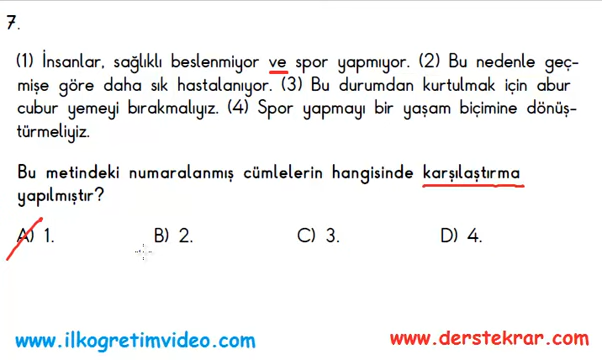 7.
(1) İnsanlar, sağlıklı beslenmiyor ve spor yapmıyor. (2) Bu nedenle geç-
mişe göre daha sık hastalanıyor. (3) Bu durumdan kurtulmak için abur
cubur yemeyi bırakmalıyız. (4) Spor yapmayı bir yaşam biçimine dönüş-
türmeliyiz.
Bu metindeki numaralanmış cümlelerin hangisinde karşılaştırma
yapılmıştır?
A) 1. B) 2. C) 3. D) 4.
www.ilkogretimvideo.com www.derstekrar.com